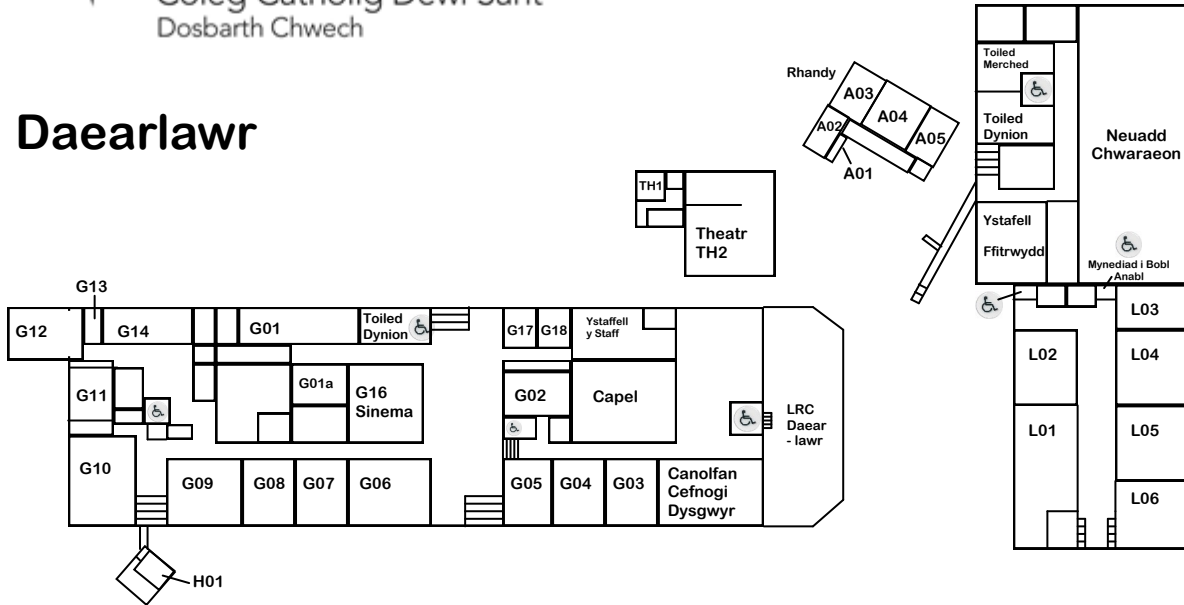 Coleg Catholig Dewi Sant
Dosbarth Chwech
Daearlawr
Rhandy
A03
A04
A05
A02
A01
Toiled
Merched
Toiled
Dynion
Neuadd
Chwaraeon
Ystafell
Ffitrwydd
Mynediad i Bobl
Anabl
TH1
Theatr
TH2
G13
G12
G14
G01
Toiled
Dynion
G17
G18
Ystaffell
y Staff
G11
G01a
G16
Sinema
G02
Capel
LRC
Daear
- lawr
G10
G09
G08
G07
G06
G05
G04
G03
Canolfan
Cefnogi
Dysgwyr
H01
L03
L02
L04
L01
L05
L06